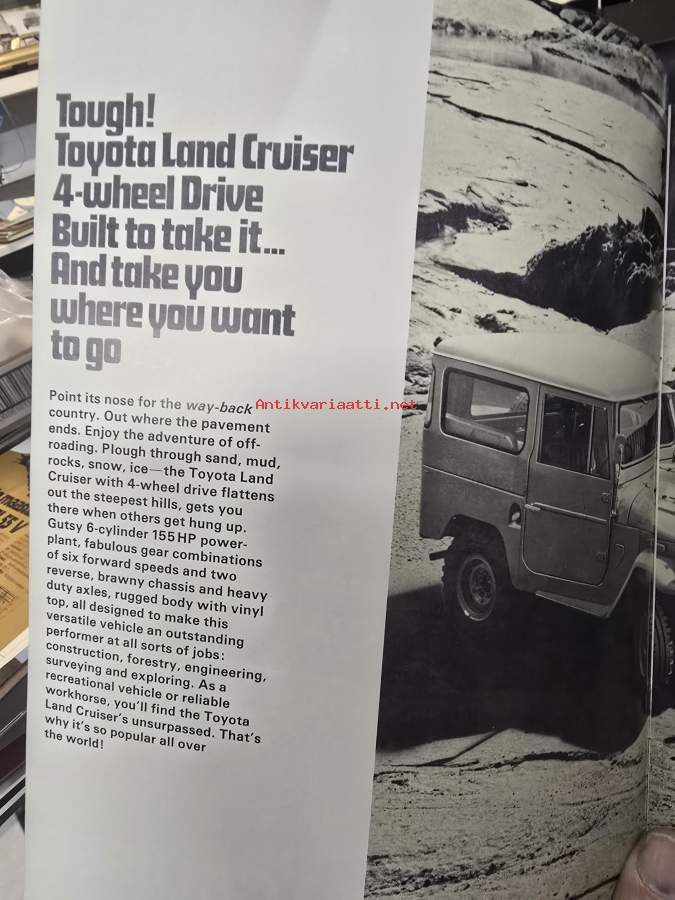 Tough!
Toyota Land Cruiser
4-wheel Drive
Built to take it...
And take you
where you want
to go
Point its nose for the way-back
country. Out where the pavement
ends. Enjoy the adventure of off-
roading. Plough through sand, mud,
rocks, snow, ice—the Toyota Land
Cruiser with 4-wheel drive flattens
out the steepest hills, gets you
there when others get hung up.
Gutsy 6-cylinder 155 HP power-
plant, fabulous gear combinations
of six forward speeds and two
reverse, brawny chassis and heavy
duty axles, rugged body with vinyl
top, all designed to make this
versatile vehicle an outstanding
performer at all sorts of jobs:
construction, forestry, engineering,
surveying and exploring. As a
recreational vehicle or reliable
workhorse, you'll find the Toyota
Land Cruiser's unsurpassed. That's
why it's so popular all over
the world!
Antikvariaatti.net